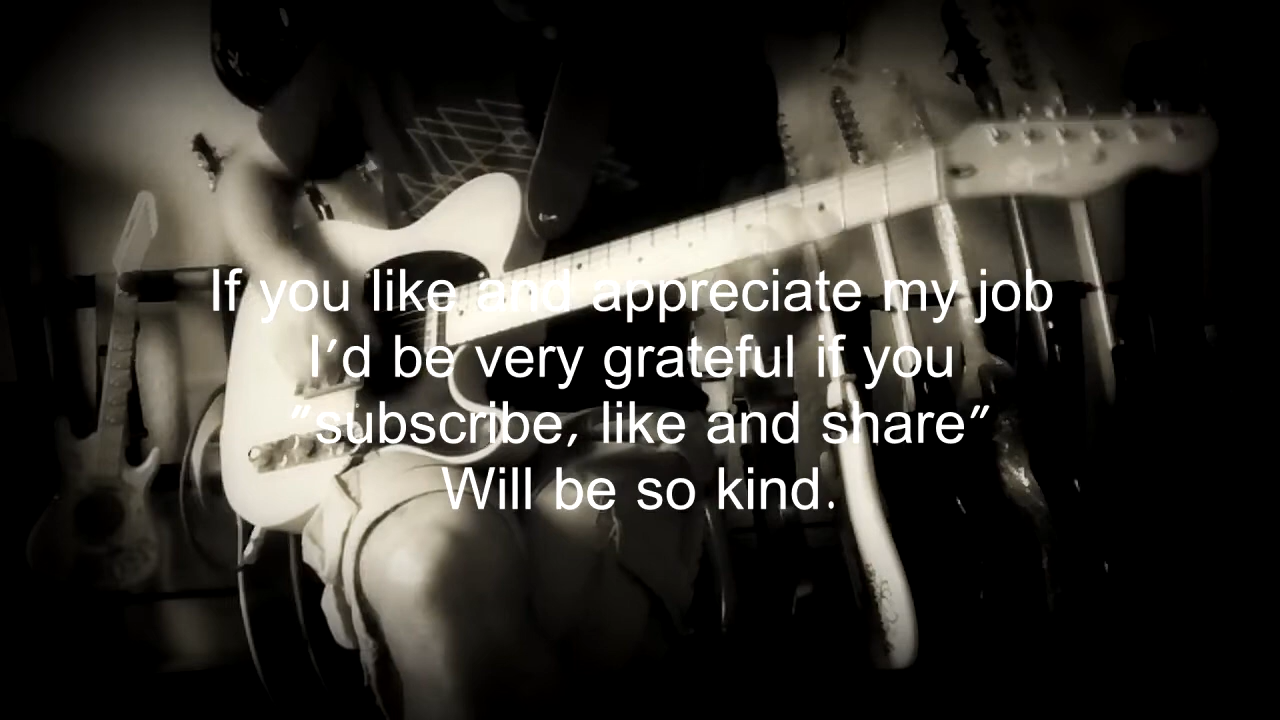 If you like and appreciate my job
I'd be very grateful if you
"subscribe, like and share"
Will be so kind.